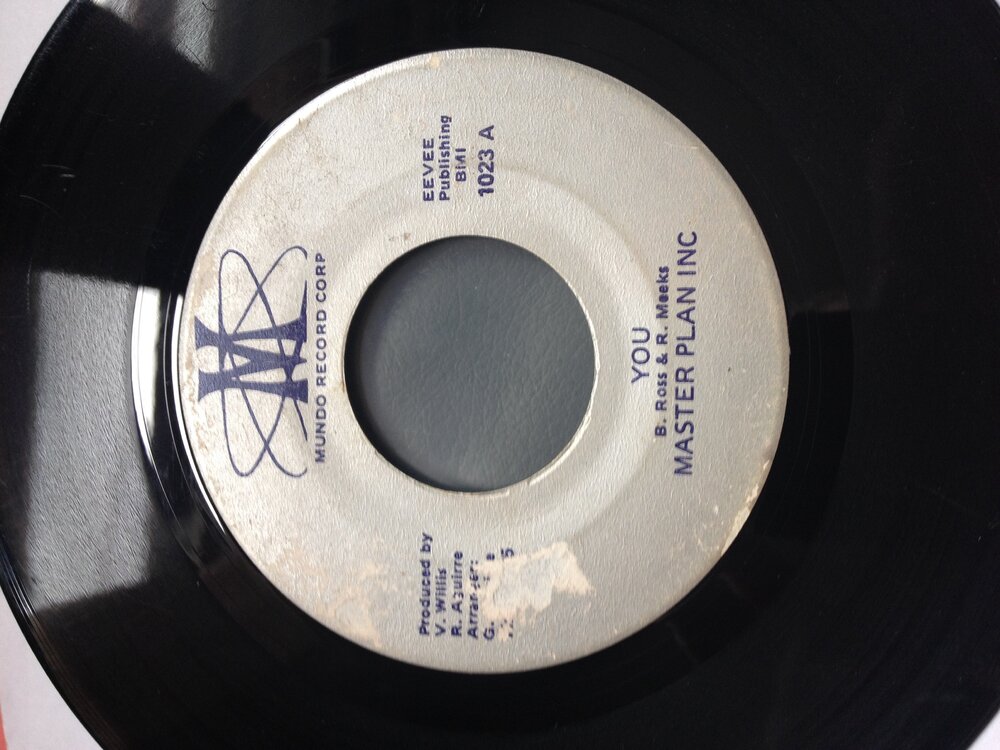 M
MUNDO RECORD CORP
Produced by
V. Willis
R. Aguirre
G.
EEVEE
Publishing
BMI
1023 A
YOU
B. Ross & R. Meeks
MASTER PLAN INC